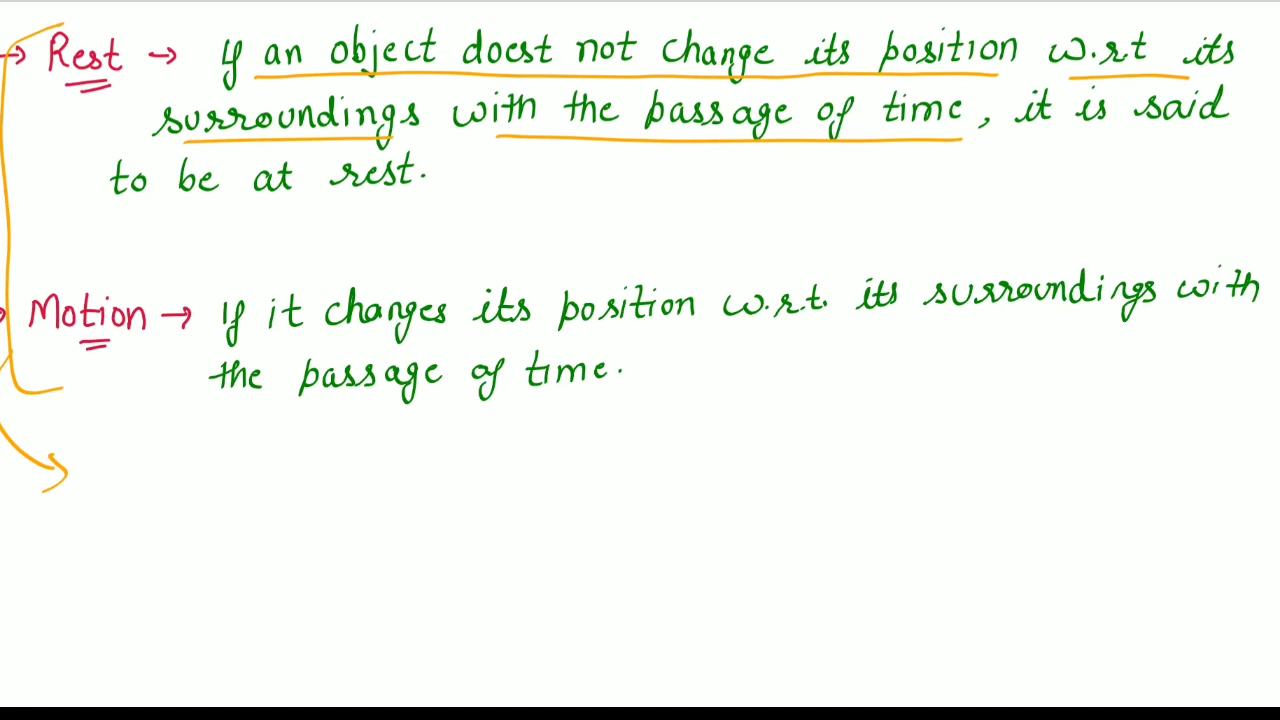 → Rest → If an object doest not change its position w.r.t its
surroundings with the passage of time, it is said
to be at rest.
Motion → If it changes its position w.r.t. its surroundings with
the passage of time.